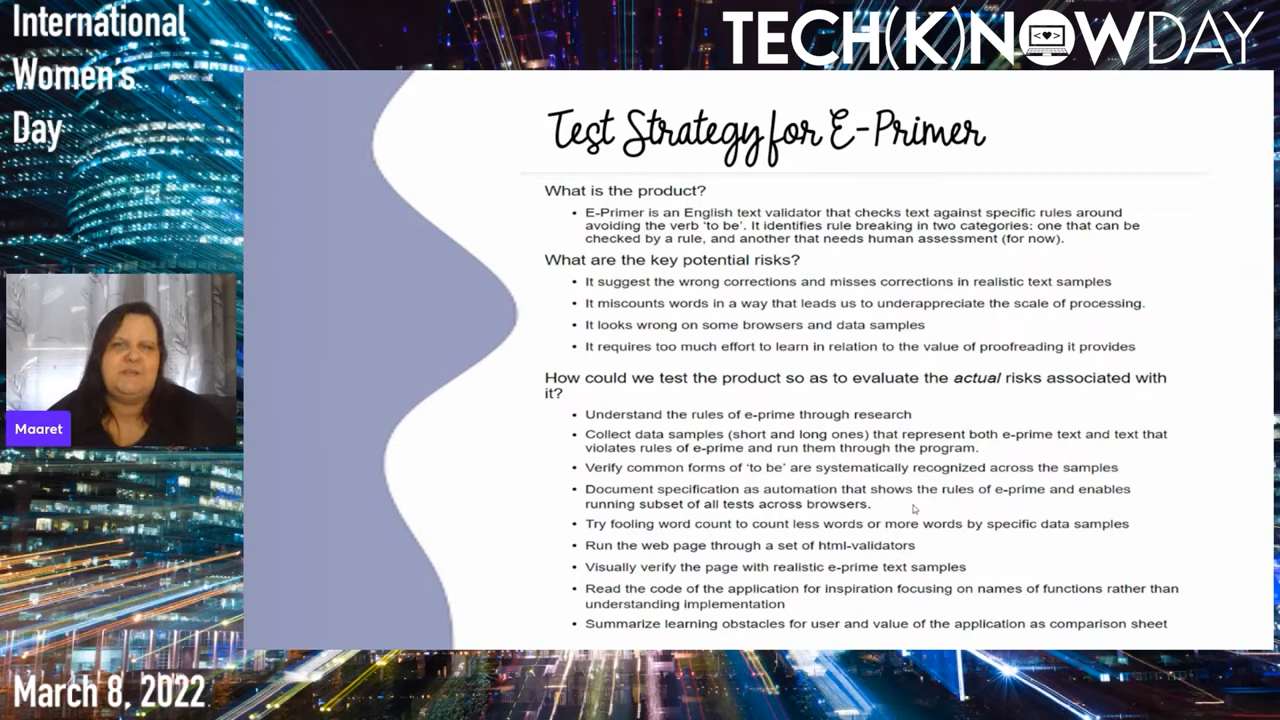 International
Women's
Day
TECH(K)NOWDAY
Test Strategy for E-Primer
What is the product?
• E-Primer is an English text validator that checks text against specific rules around
avoiding the verb 'to be'. It identifies rule breaking in two categories: one that can be
checked by a rule, and another that needs human assessment (for now).
What are the key potential risks?
• It suggest the wrong corrections and misses corrections in realistic text samples
• It miscounts words in a way that leads us to underappreciate the scale of processing.
• It looks wrong on some browsers and data samples
• It requires too much effort to learn in relation to the value of proofreading it provides
How could we test the product so as to evaluate the actual risks associated with
it?
• Understand the rules of e-prime through research
• Collect data samples (short and long ones) that represent both e-prime text and text that
violates rules of e-prime and run them through the program.
• Verify common forms of 'to be' are systematically recognized across the samples
• Document specification as automation that shows the rules of e-prime and enables
running subset of all tests across browsers.
• Try fooling word count to count less words or more words by specific data samples
• Run the web page through a set of html-validators
• Visually verify the page with realistic e-prime text samples
• Read the code of the application for inspiration focusing on names of functions rather than
understanding implementation
• Summarize learning obstacles for user and value of the application as comparison sheet
Maaret
March 8, 2022